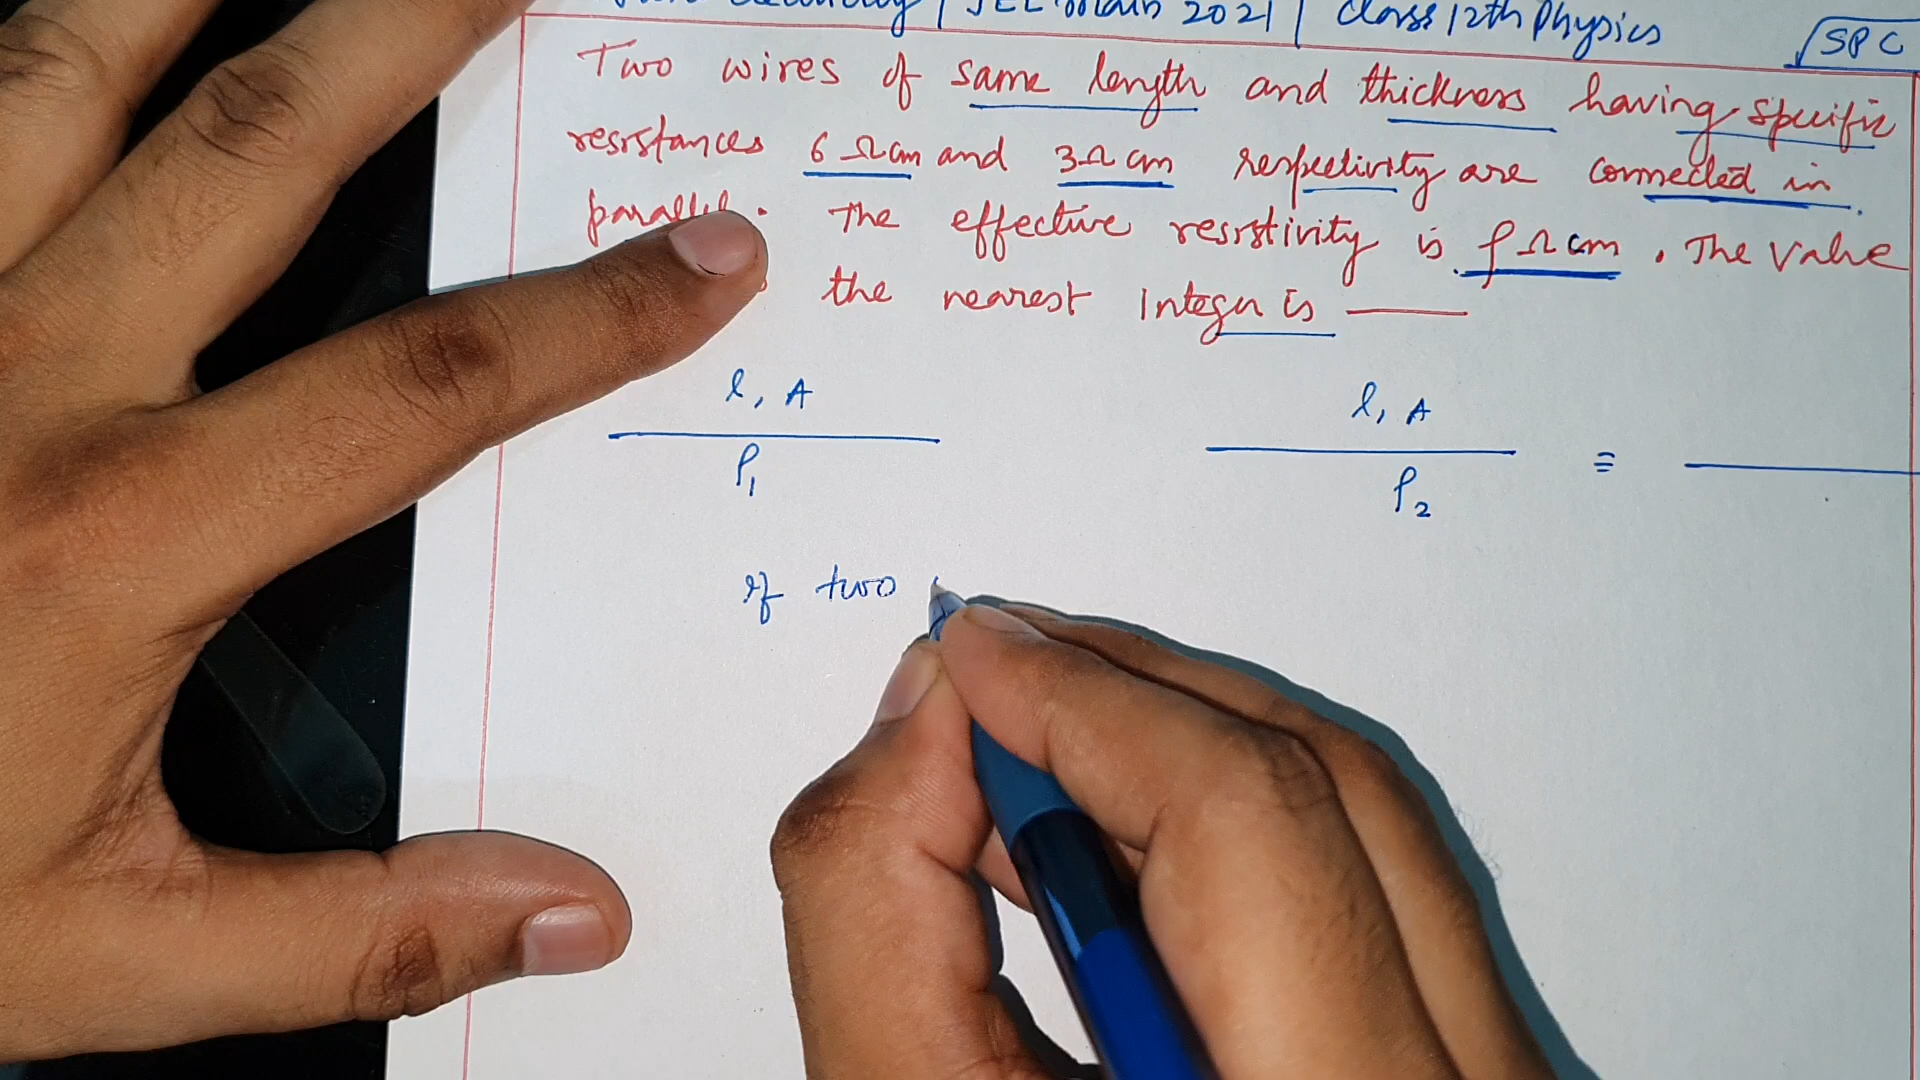 | JEE Main 2021 | Class 12th Physics
SPC
Two wires of same length and thickness having specific
resistances 6 Ω cm and 3Ω cm respectivity are connected in
parallel. The effective resistivity is ρ Ω cm. The value
the nearest integer is ———
l, A l, A
ρ₁ ρ₂ ≡
if two